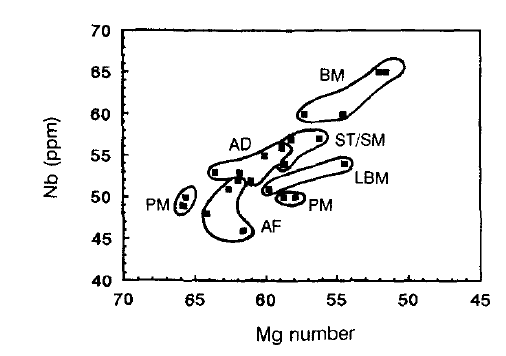 70
65
60
55
50
45
40
Nb (ppm)
BM
AD
ST/SM
LBM
PM
PM
AF
70 65 60 55 50 45
Mg number